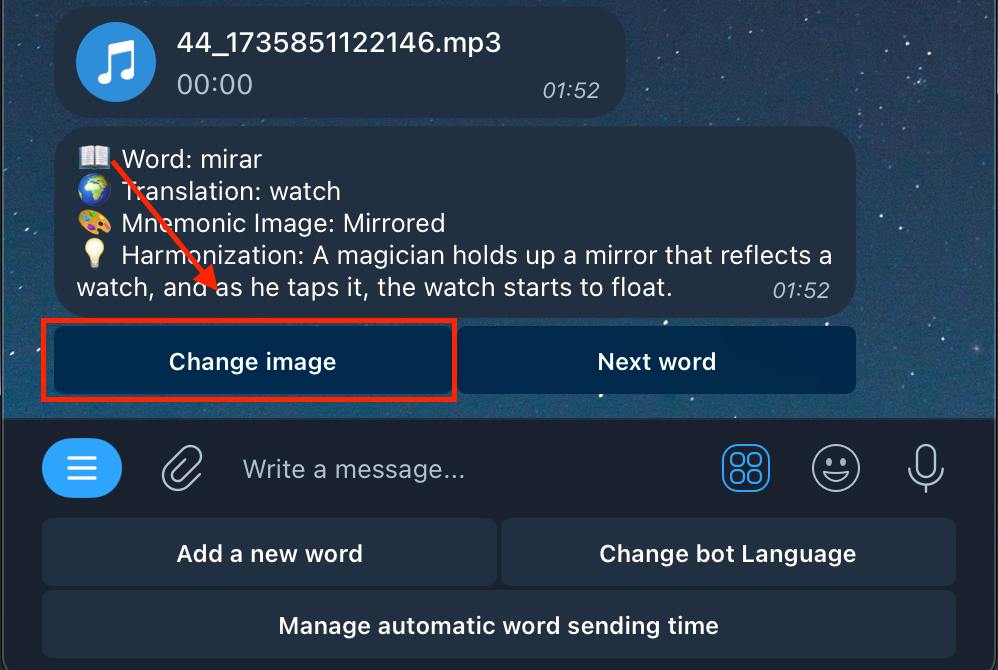 44_1735851122146.mp3
00:00
01:52
📖 Word: mirar
🌍 Translation: watch
🎨 Mnemonic Image: Mirrored
💡 Harmonization: A magician holds up a mirror that reflects a
watch, and as he taps it, the watch starts to float.
01:52
Change image
Next word
Write a message...
Add a new word
Change bot Language
Manage automatic word sending time